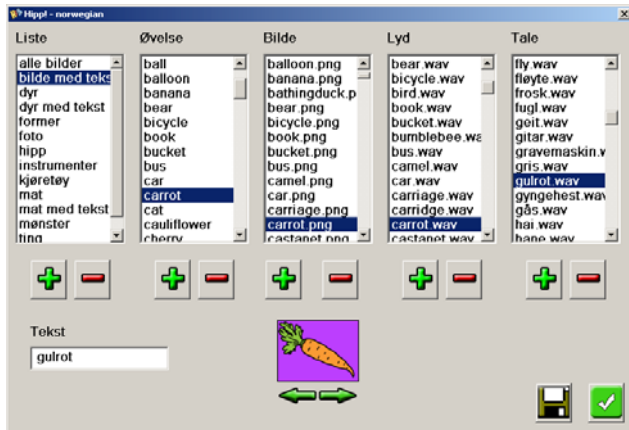 Hipp! - norwegian
Liste
alle bilder
bilde med teks
dyr
dyr med tekst
former
foto
hipp
instrumenter
kjøretøy
mat
mat med tekst
mønster
ting
Øvelse
ball
balloon
banana
bear
bicycle
book
bucket
bus
car
carrot
cat
cauliflower
cherry
Bilde
balloon.png
banana.png
bathingduck.p
bear.png
bicycle.png
book.png
bucket.png
bus.png
camel.png
car.png
carriage.png
carrot.png
castanet.png
Lyd
bear.wav
bicycle.wav
bird.wav
book.wav
bucket.wav
bumblebee.wa
bus.wav
camel.wav
car.wav
carriage.wav
carridge.wav
carrot.wav
castanet.wav
Tale
fly.wav
fløyte.wav
frosk.wav
fugl.wav
geit.wav
gitar.wav
gravemaskin.w
gris.wav
gulrot.wav
gyngehest.wav
gås.wav
hai.wav
hane.wav
Tekst
gulrot